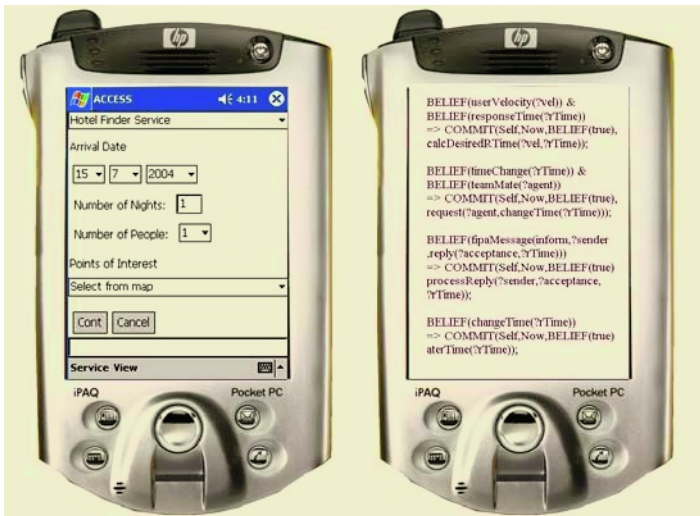 hp
ACCESS 4:11
Hotel Finder Service
Arrival Date
15 7 2004
Number of Nights: 1
Number of People: 1
Points of Interest
Select from map
Cont Cancel
Service View
iPAQ Pocket PC
hp
BELIEF(userVelocity(?vel)) &
BELIEF(responseTime(?rTime))
=> COMMIT(Self,Now,BELIEF(true),
calcDesiredRTime(?vel,?rTime));
BELIEF(timeChange(?rTime)) &
BELIEF(teamMate(?agent))
=> COMMIT(Self,Now,BELIEF(true),
request(?agent,changeTime(?rTime)));
BELIEF(fipaMessage(inform,?sender
,reply(?acceptance,?rTime)))
=> COMMIT(Self,Now,BELIEF(true)
processReply(?sender,?acceptance,
?rTime));
BELIEF(changeTime(?rTime))
=> COMMIT(Self,Now,BELIEF(true)
aterTime(?rTime));
iPAQ Pocket PC